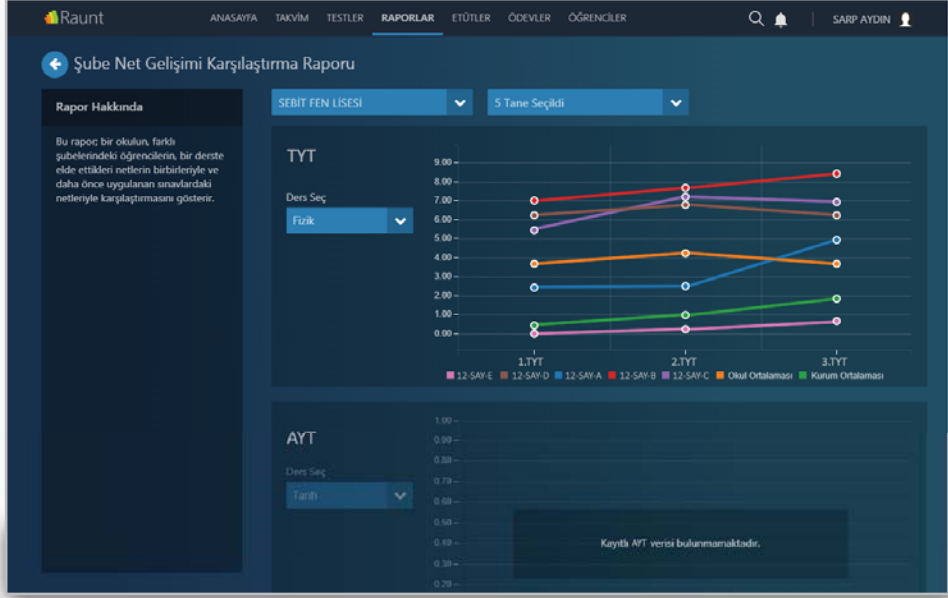 Raunt
ANASAYFA TAKVİM TESTLER RAPORLAR ETÜTLER ÖDEVLER ÖĞRENCİLER
SARP AYDIN
Şube Net Gelişimi Karşılaştırma Raporu
Rapor Hakkında
Bu rapor; bir okulun, farklı
şubelerindeki öğrencilerin, bir derste
elde ettikleri netlerin birbirleriyle ve
daha önce uygulanan sınavlardaki
netleriyle karşılaştırmasını gösterir.
SEBİT FEN LİSESİ
5 Tane Seçildi
TYT
Ders Seç
Fizik
9.00
8.00
7.00
6.00
5.00
4.00
3.00
2.00
1.00
0.00
1.TYT 2.TYT 3.TYT
12-SAY-E 12-SAY-D 12-SAY-A 12-SAY-B 12-SAY-C Okul Ortalaması Kurum Ortalaması
AYT
Ders Seç
Tarih
1.00
0.90
0.80
0.70
0.60
0.50
0.40
0.30
0.20
Kayıtlı AYT verisi bulunmamaktadır.